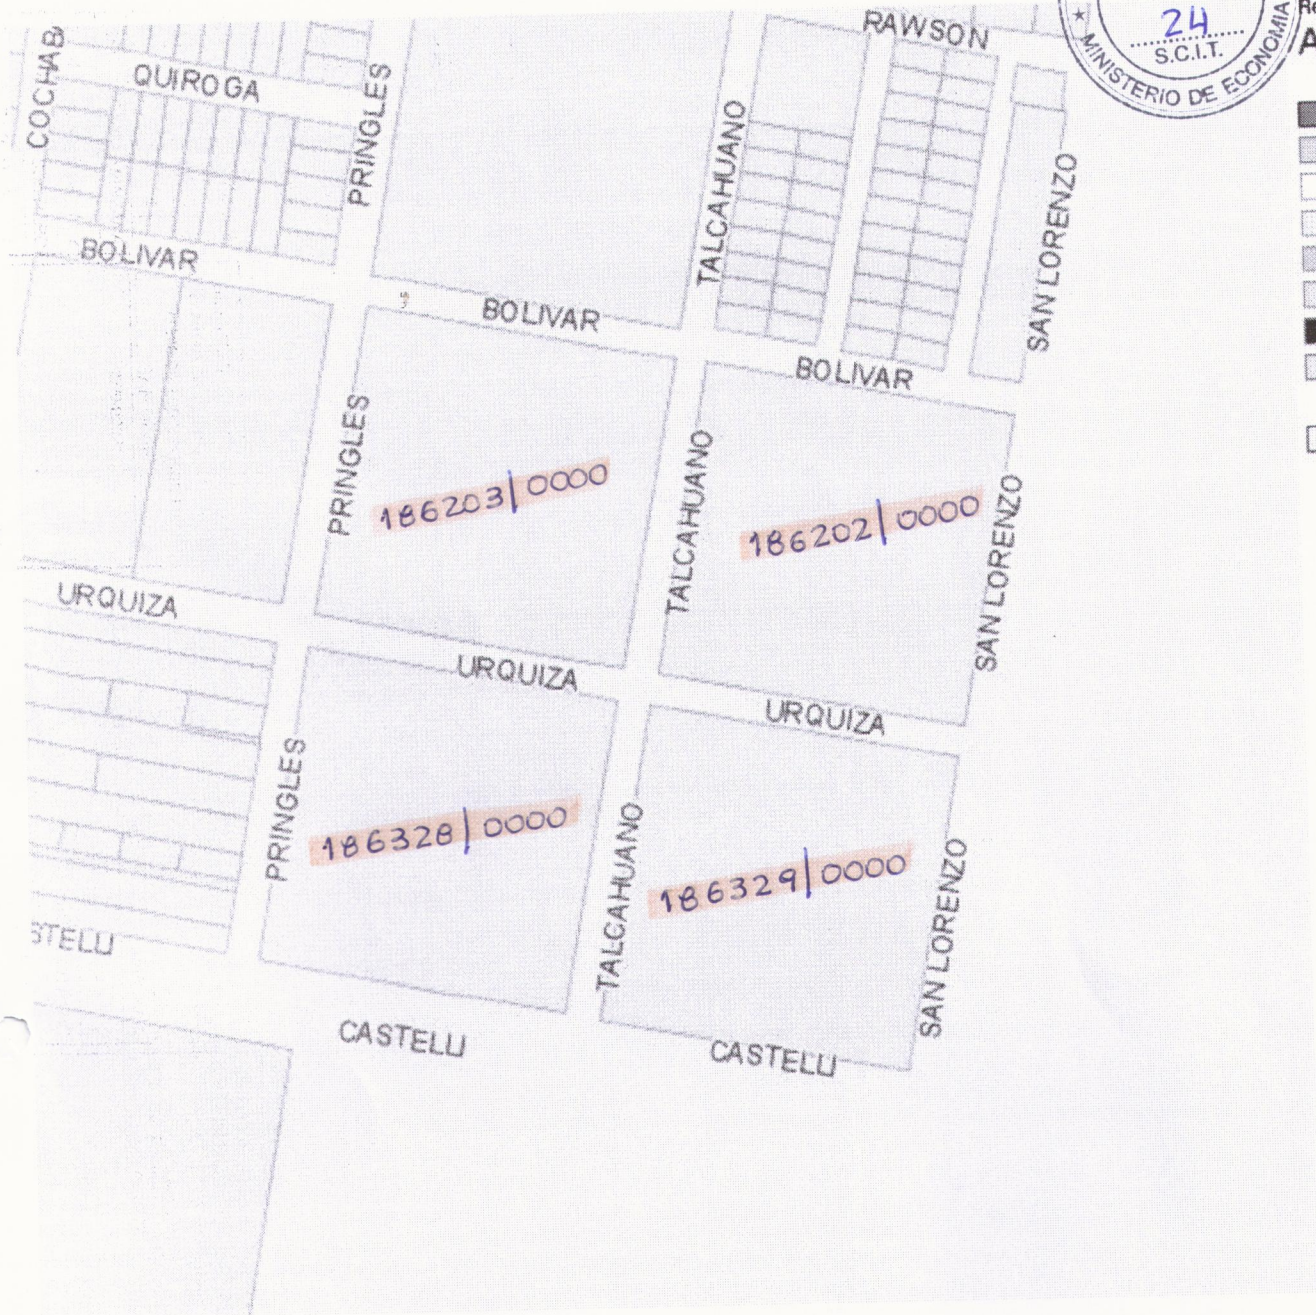 RAWSON
24
S.C.I.T.
MINISTERIO DE ECONOMIA
QUIROGA
PRINGLES
TALCAHUANO
SAN LORENZO
BOLIVAR
BOLIVAR
BOLIVAR
PRINGLES
186203|0000
TALCAHUANO
186202|0000
SAN LORENZO
URQUIZA
URQUIZA
URQUIZA
PRINGLES
186328|0000
TALCAHUANO
186329|0000
SAN LORENZO
STELLI
CASTELLI
CASTELLI